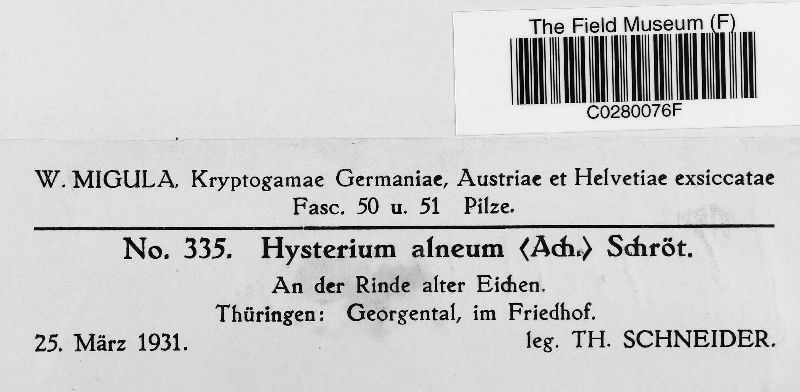 The Field Museum (F)
C0280076F
W. MIGULA, Kryptogamae Germaniae, Austriae et Helvetiae exsiccatae
Fasc. 50 u. 51 Pilze.
No. 335. Hysterium alneum (Ach.) Schröt.
An der Rinde alter Eichen.
Thüringen: Georgental, im Friedhof.
25. März 1931. leg. TH. SCHNEIDER.